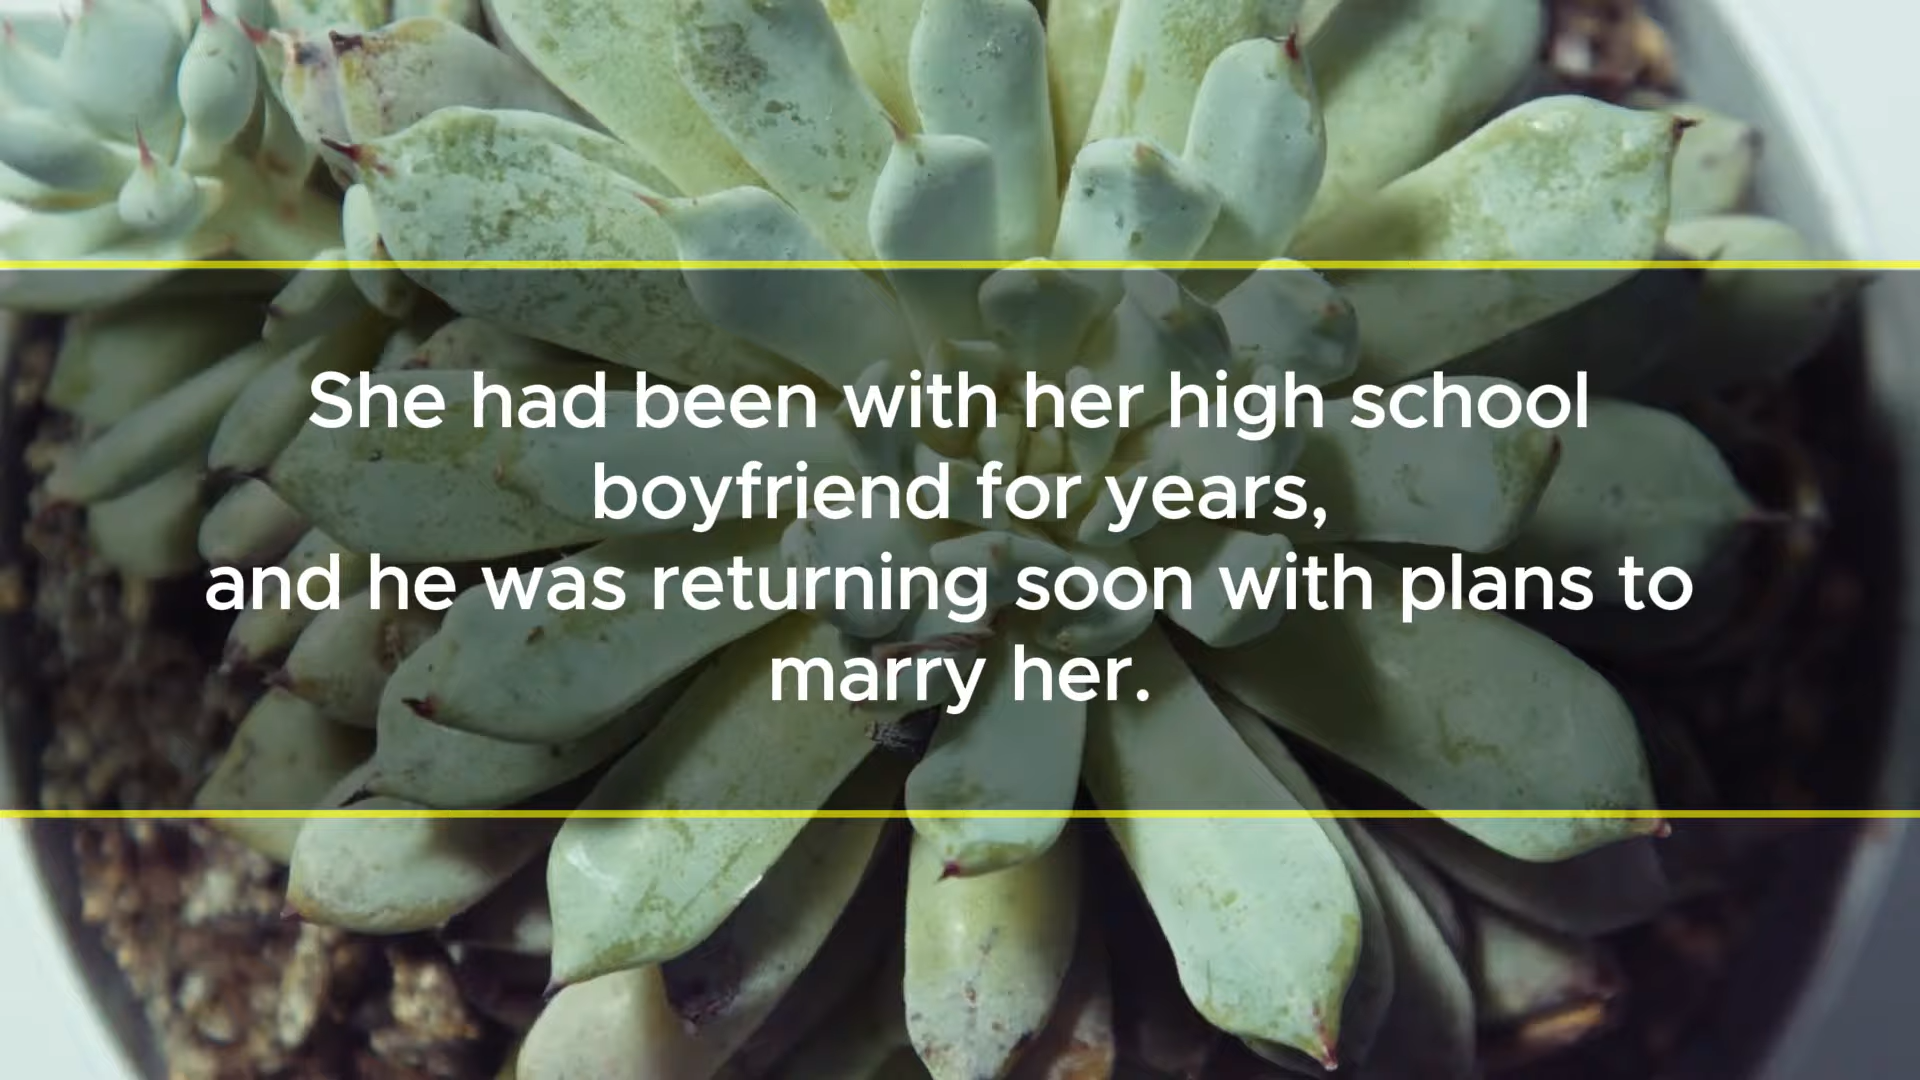 She had been with her high school
boyfriend for years,
and he was returning soon with plans to
marry her.